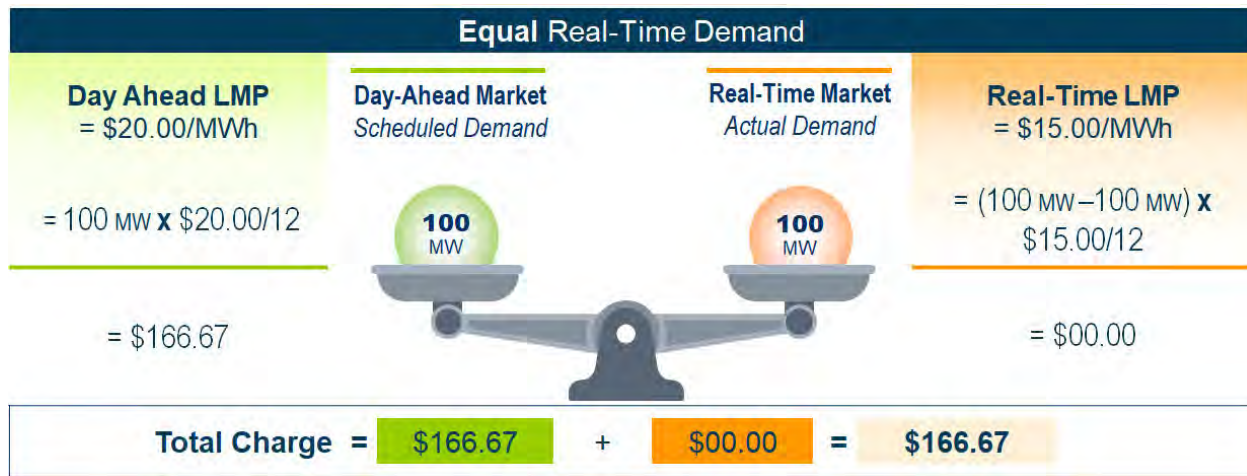 Equal Real-Time Demand
Day Ahead LMP
= $20.00/MWh
= 100 MW x $20.00/12
= $166.67
Day-Ahead Market
Scheduled Demand
100
MW
Real-Time Market
Actual Demand
100
MW
Real-Time LMP
= $15.00/MWh
= (100 MW –100 MW) x
$15.00/12
= $00.00
Total Charge = $166.67 + $00.00 = $166.67